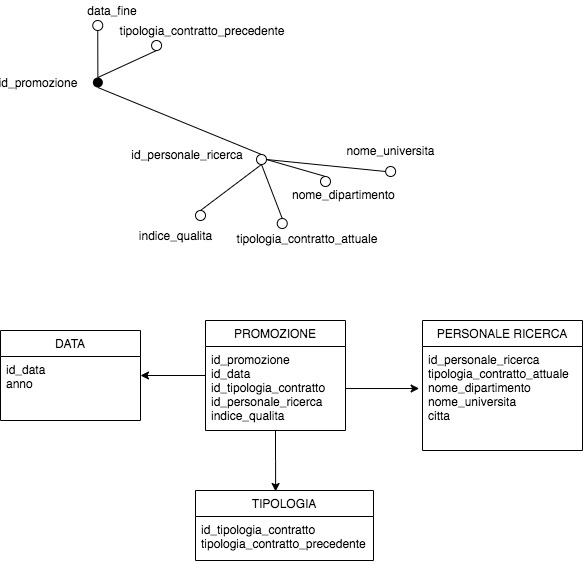 data_fine
tipologia_contratto_precedente
id_promozione
id_personale_ricerca
nome_universita
nome_dipartimento
indice_qualita
tipologia_contratto_attuale
DATA
id_data
anno
PROMOZIONE
id_promozione
id_data
id_tipologia_contratto
id_personale_ricerca
indice_qualita
PERSONALE RICERCA
id_personale_ricerca
tipologia_contratto_attuale
nome_dipartimento
nome_universita
citta
TIPOLOGIA
id_tipologia_contratto
tipologia_contratto_precedente